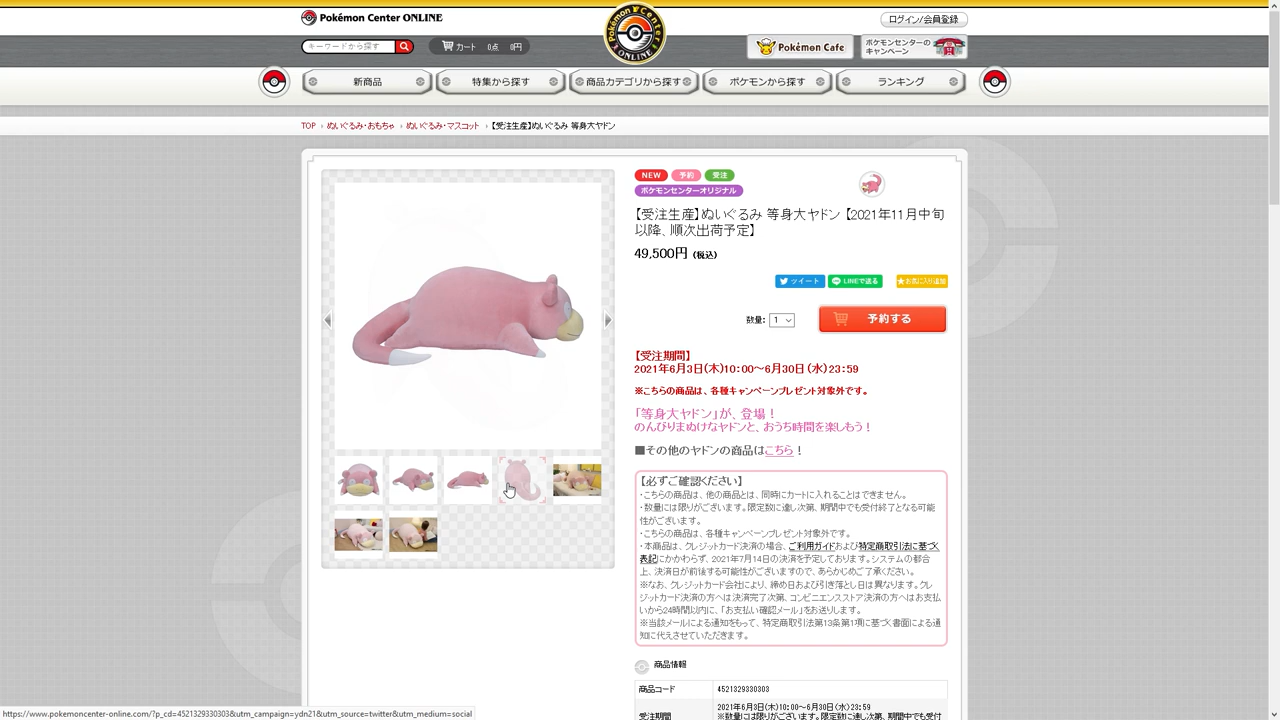 Pokémon Center ONLINE
Pokémon Center
ONLINE
ログイン/会員登録
キーワードから探す
カート 0点 0円
Pokémon Cafe
ポケモンセンターの
キャンペーン
新商品
特集から探す
商品カテゴリから探す
ポケモンから探す
ランキング
TOP › ぬいぐるみ・おもちゃ › ぬいぐるみ・マスコット › 【受注生産】ぬいぐるみ 等身大ヤドン
NEW 予約 受注
ポケモンセンターオリジナル
【受注生産】ぬいぐるみ 等身大ヤドン 【2021年11月中旬
以降、順次出荷予定】
49,500円 (税込)
ツイート LINEで送る ★お気に入り追加
数量: 1
予約する
【受注期間】
2021年6月3日(木)10:00～6月30日(水)23:59
※こちらの商品は、各種キャンペーンプレゼント対象外です。
「等身大ヤドン」が、登場！
のんびりまぬけなヤドンと、おうち時間を楽しもう！
■その他のヤドンの商品はこちら！
【必ずご確認ください】
・こちらの商品は、他の商品とは、同時にカートに入れることはできません。
・数量には限りがございます。限定数に達し次第、期間中でも受付終了となる可能
性がございます。
・こちらの商品は、各種キャンペーンプレゼント対象外です。
・本商品は、クレジットカード決済の場合、ご利用ガイドおよび特定商取引法に基づく
表記にかかわらず、2021年7月14日の決済を予定しております。システムの都合
上、決済日が前後する可能性がございますので、あらかじめご了承ください。
※なお、クレジットカード会社により、締め日および引き落とし日は異なります。クレ
ジットカード決済の方へは決済完了次第、コンビニエンスストア決済の方へはお支払
いから24時間以内に、「お支払い確認メール」をお送りします。
※当該メールによる通知をもって、特定商取引法第13条第1項に基づく書面による通
知に代えさせていただきます。
商品情報
商品コード 4521329330303
受注期間
2021年6月3日(木)10:00～6月30日(水)23:59
※数量には限りがございます。限定数に達し次第、期間中でも受付
https://www.pokemoncenter-online.com/?p_cd=4521329330303&utm_campaign=ydn21&utm_source=twitter&utm_medium=social